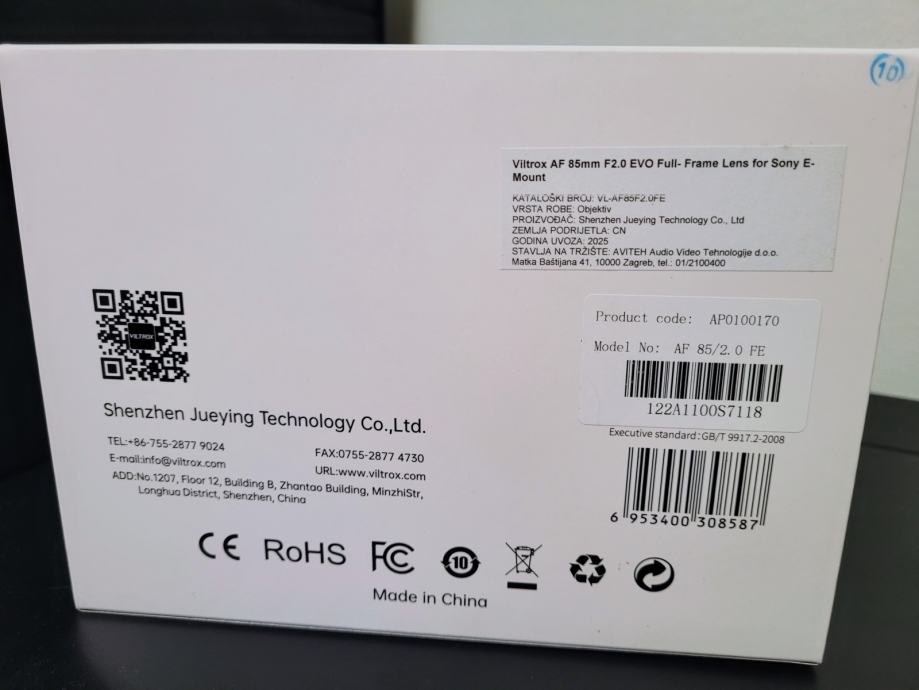 10
Viltrox AF 85mm F2.0 EVO Full- Frame Lens for Sony E-
Mount
KATALOŠKI BROJ: VL-AF85F2.0FE
VRSTA ROBE: Objektiv
PROIZVOĐAČ: Shenzhen Jueying Technology Co., Ltd
ZEMLJA PODRIJETLA: CN
GODINA UVOZA: 2025
STAVLJA NA TRŽIŠTE: AVITEH Audio Video Tehnologije d.o.o.
Matka Baštijana 41, 10000 Zagreb, tel.: 01/2100400
VILTROX
Product code: AP0100170
Model No: AF 85/2.0 FE
122A1100S7118
Executive standard:GB/T 9917.2-2008
6 953400 308587
Shenzhen Jueying Technology Co.,Ltd.
TEL:+86-755-2877 9024
FAX:0755-2877 4730
E-mail:info@viltrox.com
URL:www.viltrox.com
ADD:No.1207, Floor 12, Building B, Zhantao Building, MinzhiStr,
Longhua District, Shenzhen, China
CE RoHS FC 10
Made in China